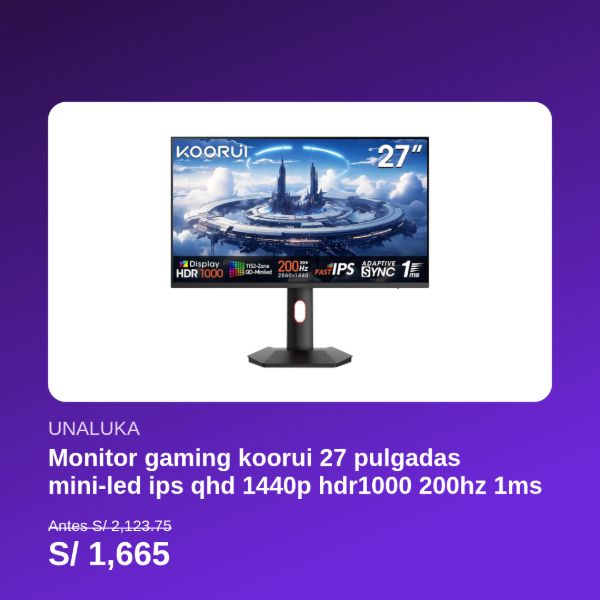 KOORUI
27"
Display
HDR 1000
1152-Zone
QD-Miniled
200Hz
2560x1440
FAST IPS
ADAPTIVE
SYNC
1ms
UNALUKA
Monitor gaming koorui 27 pulgadas
mini-led ips qhd 1440p hdr1000 200hz 1ms
Antes S/ 2,123.75
S/ 1,665